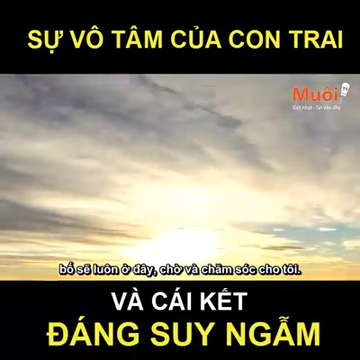 SỰ VÔ TÂM CỦA CON TRAI
Muối
TV
bố sẽ luôn ở đây, chờ và chăm sóc cho tôi.
VÀ CÁI KẾT
ĐÁNG SUY NGẪM